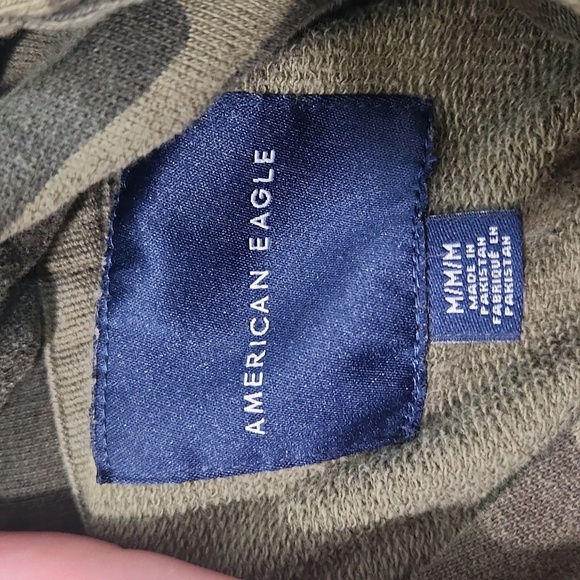 AMERICAN EAGLE
M/M/M
MADE IN
PAKISTAN
FABRIQUÉ EN
PAKISTAN